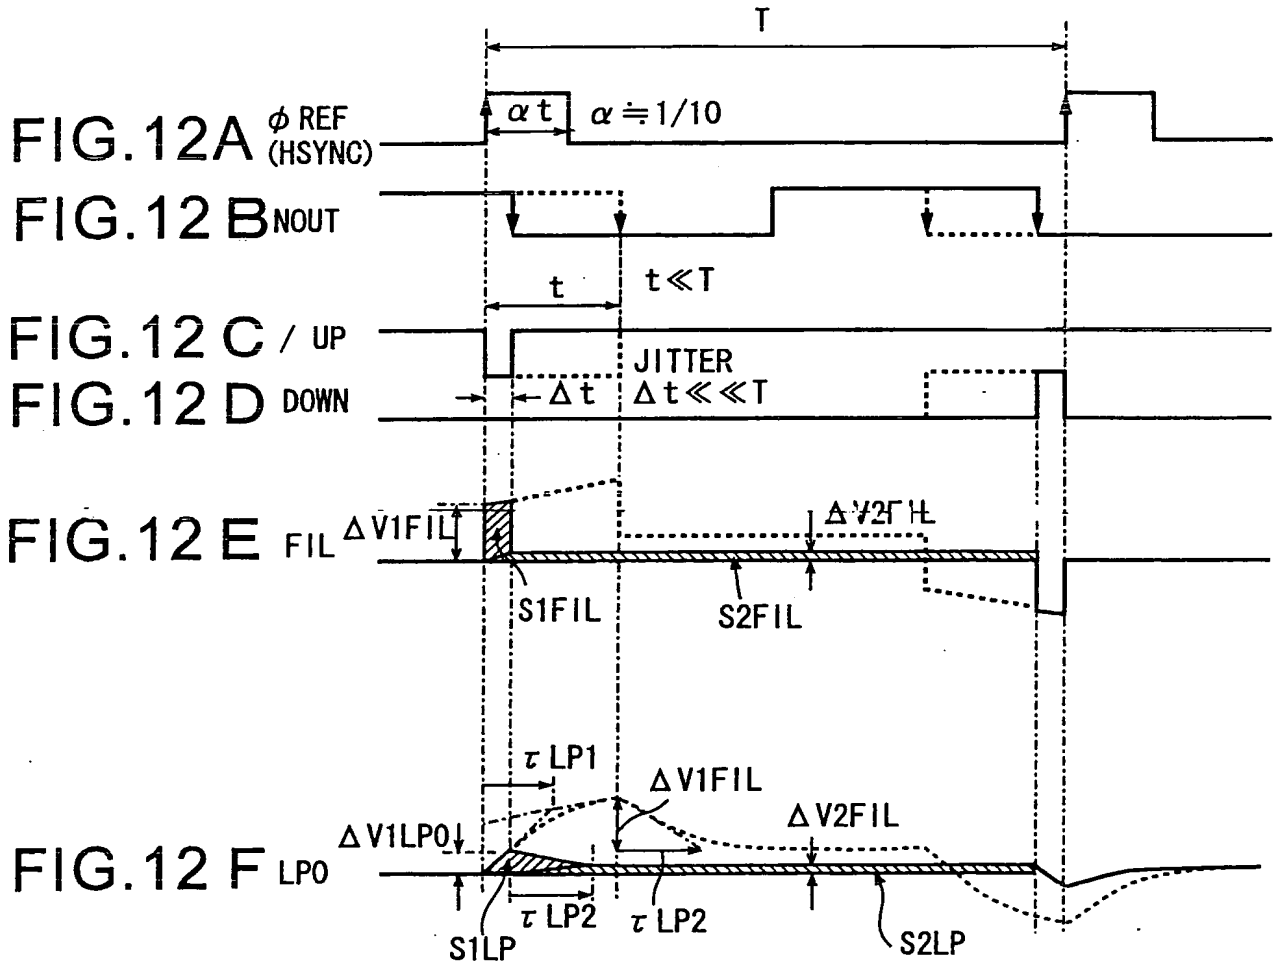 T
FIG.12A φ REF (HSYNC)
αt
α≒1/10
FIG.12 B NOUT
t
t≪T
FIG.12 C / UP
JITTER
FIG.12 D DOWN
Δt
Δt≪≪T
FIG.12 E FIL
ΔV1FIL
ΔV2FIL
S1FIL
S2FIL
τ LP1
ΔV1FIL
ΔV1LPO
ΔV2FIL
FIG.12 F LPO
τ LP2
τ LP2
S1LP
S2LP